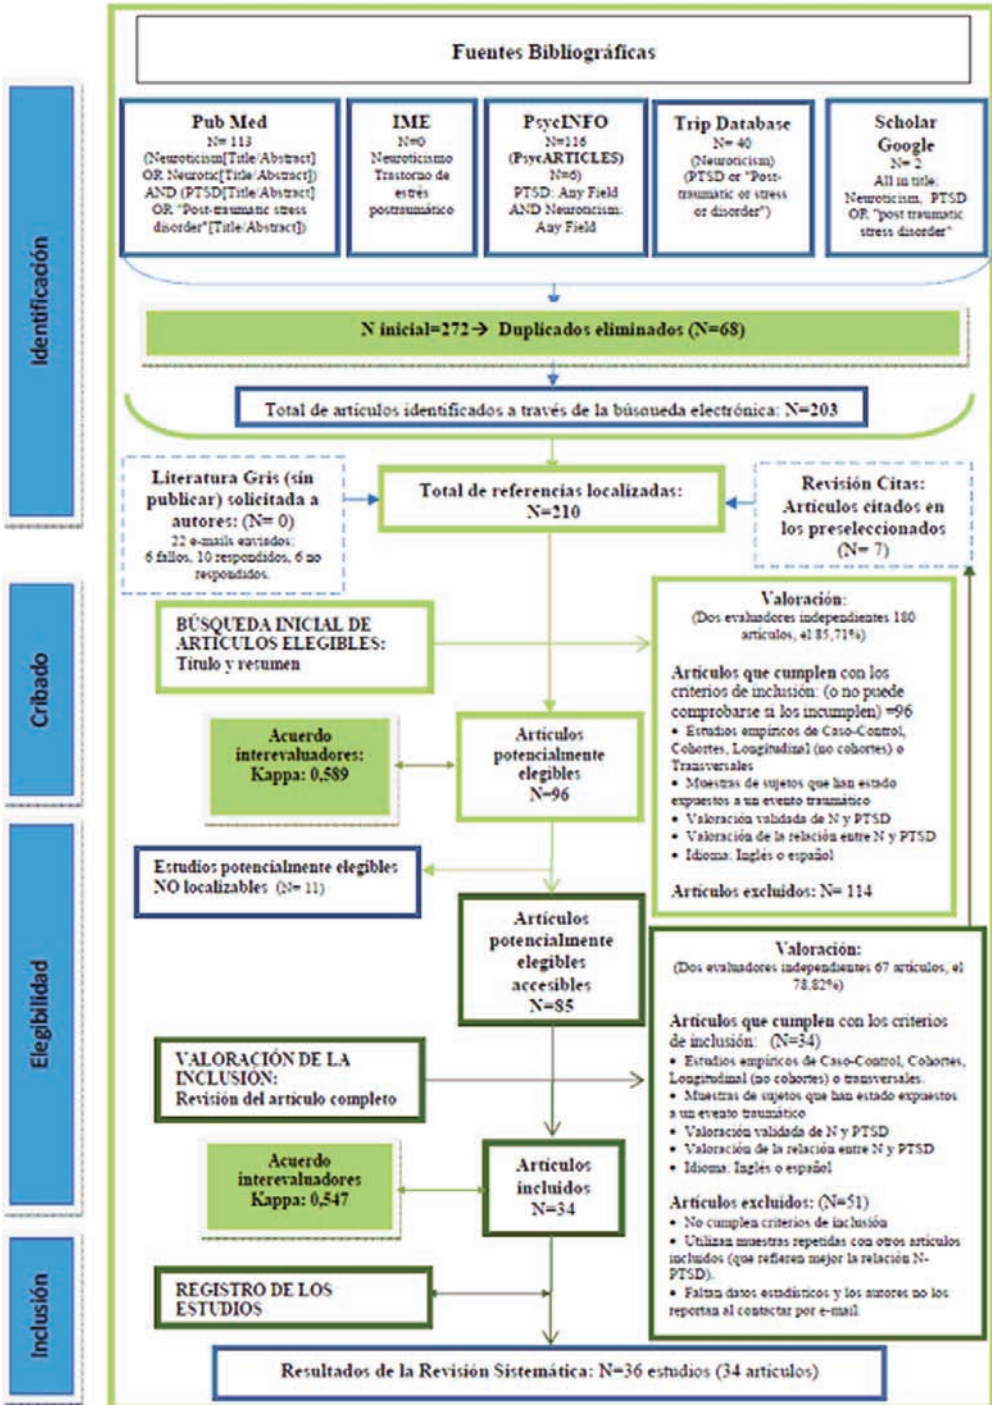 Fuentes Bibliográficas
Pub Med
N= 113
(Neuroticism[Title/Abstract]
OR Neurotic[Title/Abstract])
AND (PTSD[Title/Abstract]
OR "Post-traumatic stress
disorder"[Title/Abstract])
IME
N=0
Neuroticismo
Trastorno de
estrés
postraumático
PsycINFO
N=116
(PsycARTICLES)
N=6)
PTSD: Any Field
AND Neuroticism:
Any Field
Trip Database
N= 40
(Neuroticism)
(PTSD or "Post-
traumatic or stress
or disorder")
Scholar
Google
N= 2
All in title:
Neuroticism, PTSD
OR "post traumatic
stress disorder"
Identificación
N inicial=272→ Duplicados eliminados (N=68)
Total de artículos identificados a través de la búsqueda electrónica: N=203
Literatura Gris (sin
publicar) solicitada a
autores: (N= 0)
22 e-mails enviados:
6 fallos, 10 respondidos, 6 no
respondidos.
Total de referencias localizadas:
N=210
Revisión Citas:
Artículos citados en
los preseleccionados
(N= 7)
Cribado
BÚSQUEDA INICIAL DE
ARTÍCULOS ELEGIBLES:
Título y resumen
Valoración:
(Dos evaluadores independientes 180
artículos, el 85,71%)
Artículos que cumplen con los
criterios de inclusión: (o no puede
comprobarse si los incumplen) =96
• Estudios empíricos de Caso-Control,
Cohortes, Longitudinal (no cohortes) o
Transversales
• Muestras de sujetos que han estado
expuestos a un evento traumático
• Valoración validada de N y PTSD
• Valoración de la relación entre N y PTSD
• Idioma: Inglés o español
Artículos excluidos: N= 114
Acuerdo
interevaluadores:
Kappa: 0,589
Artículos
potencialmente
elegibles
N=96
Elegibilidad
Estudios potencialmente elegibles
NO localizables (N= 11)
Artículos
potencialmente
elegibles
accesibles
N=85
Valoración:
(Dos evaluadores independientes 67 artículos, el
78,82%)
Artículos que cumplen con los criterios
de inclusión: (N=34)
• Estudios empíricos de Caso-Control, Cohortes,
Longitudinal (no cohortes) o transversales.
• Muestras de sujetos que han estado expuestos
a un evento traumático
• Valoración validada de N y PTSD
• Valoración de la relación entre N y PTSD
• Idioma: Inglés o español
Artículos excluidos: (N=51)
• No cumplen criterios de inclusión
• Utilizan muestras repetidas con otros artículos
incluidos (que refieren mejor la relación N-
PTSD).
• Faltan datos estadísticos y los autores no los
reportan al contactar por e-mail.
VALORACIÓN DE LA
INCLUSIÓN:
Revisión del artículo completo
Acuerdo
interevaluadores
Kappa: 0,547
Artículos
incluidos
N=34
Inclusión
REGISTRO DE LOS
ESTUDIOS
Resultados de la Revisión Sistemática: N=36 estudios (34 artículos)